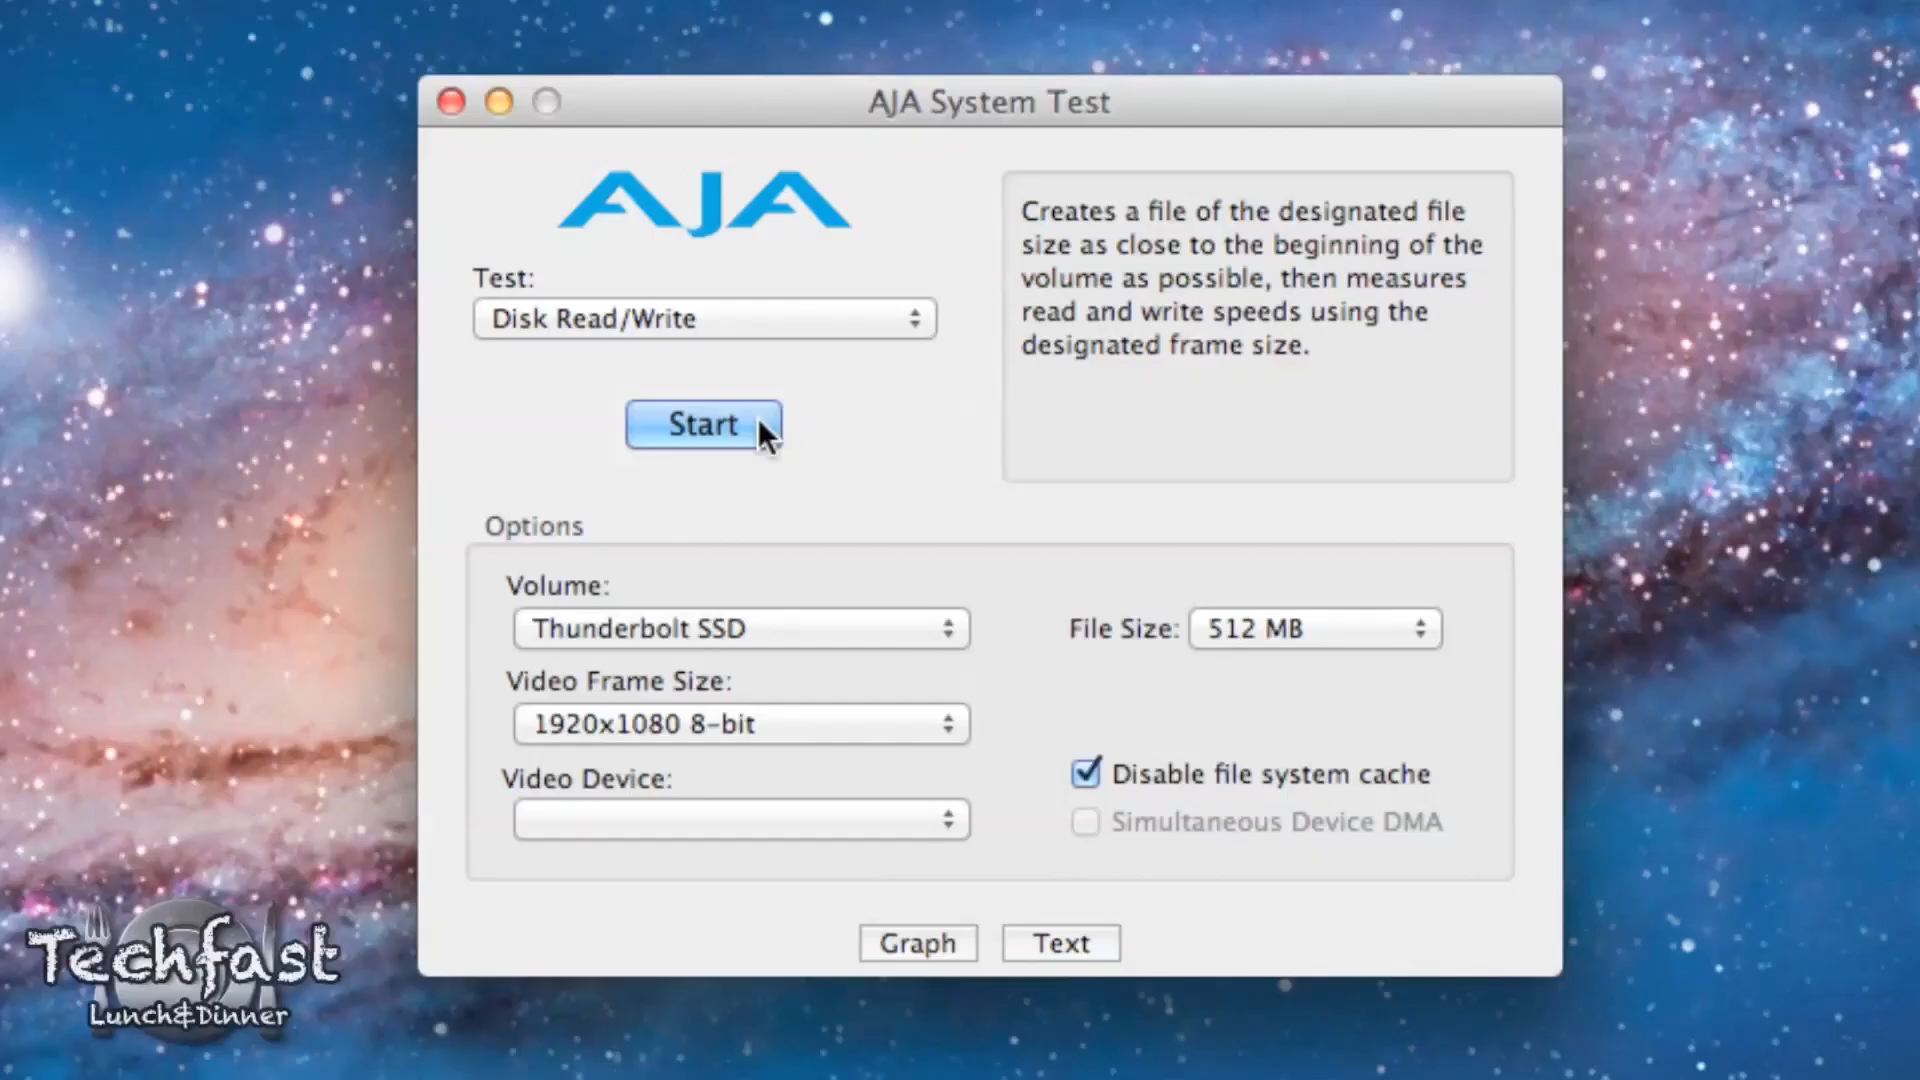 AJA System Test
AJA
Test:
Disk Read/Write
Start
Creates a file of the designated file
size as close to the beginning of the
volume as possible, then measures
read and write speeds using the
designated frame size.
Options
Volume:
Thunderbolt SSD
File Size:
512 MB
Video Frame Size:
1920x1080 8-bit
Video Device:
Disable file system cache
Simultaneous Device DMA
Graph
Text
Techfast
Lunch&Dinner